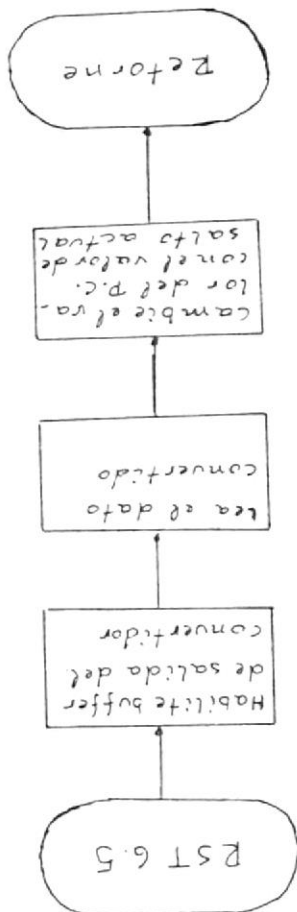 RST 6.5
Habilite buffer
de salida del
convertidor
Lea el dato
convertido
Cambie el va_
lor del P.C.
con el valor de
salto actual
Retorne